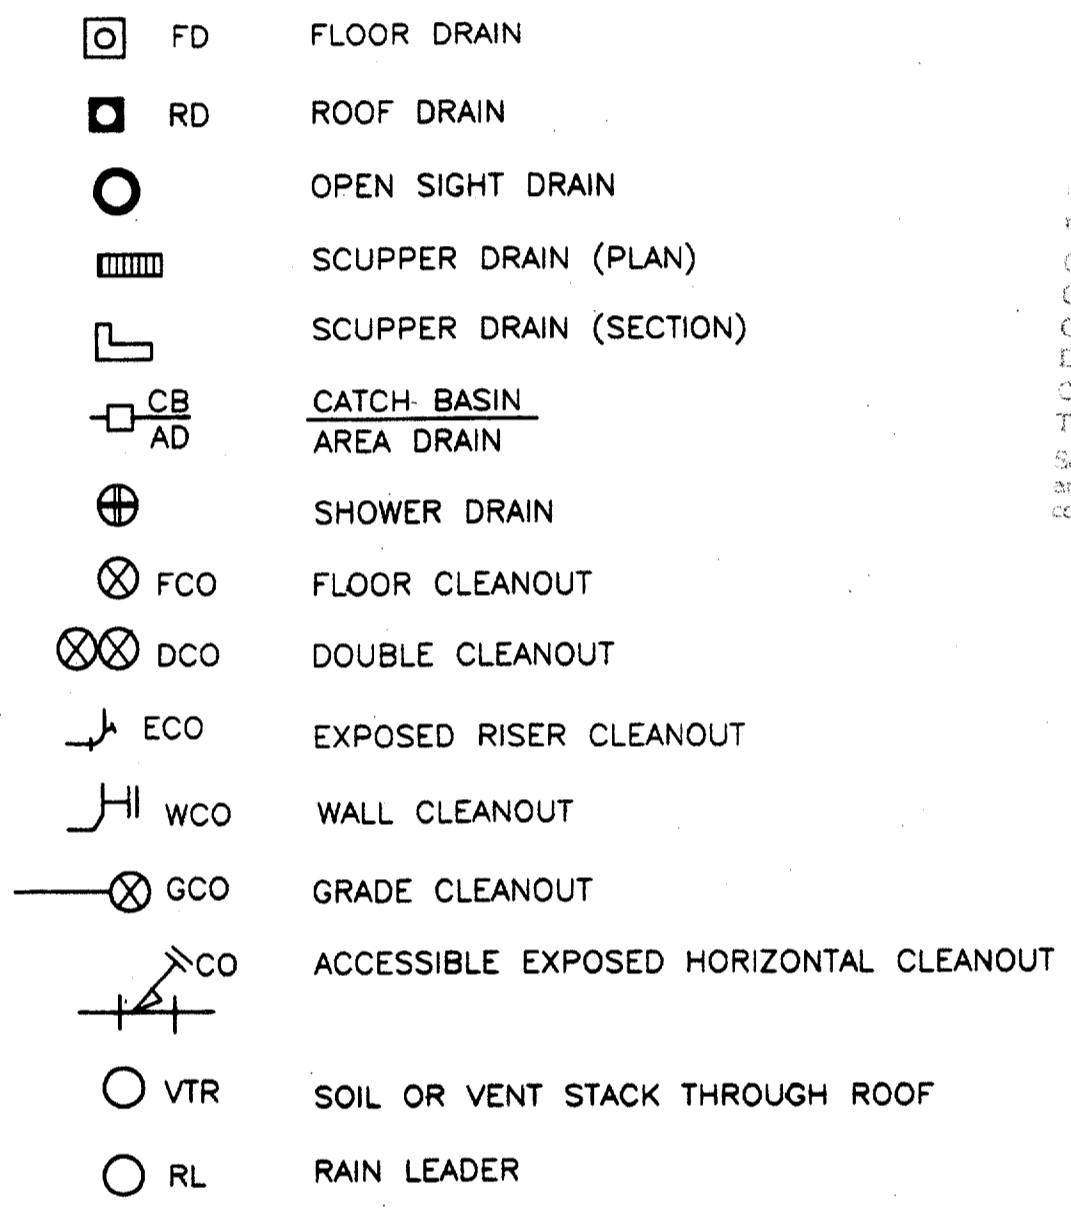 FD FLOOR DRAIN
RD ROOF DRAIN
OPEN SIGHT DRAIN
SCUPPER DRAIN (PLAN)
SCUPPER DRAIN (SECTION)
CB CATCH BASIN
AD AREA DRAIN
SHOWER DRAIN
FCO FLOOR CLEANOUT
DCO DOUBLE CLEANOUT
ECO EXPOSED RISER CLEANOUT
WCO WALL CLEANOUT
GCO GRADE CLEANOUT
CO ACCESSIBLE EXPOSED HORIZONTAL CLEANOUT
VTR SOIL OR VENT STACK THROUGH ROOF
RL RAIN LEADER